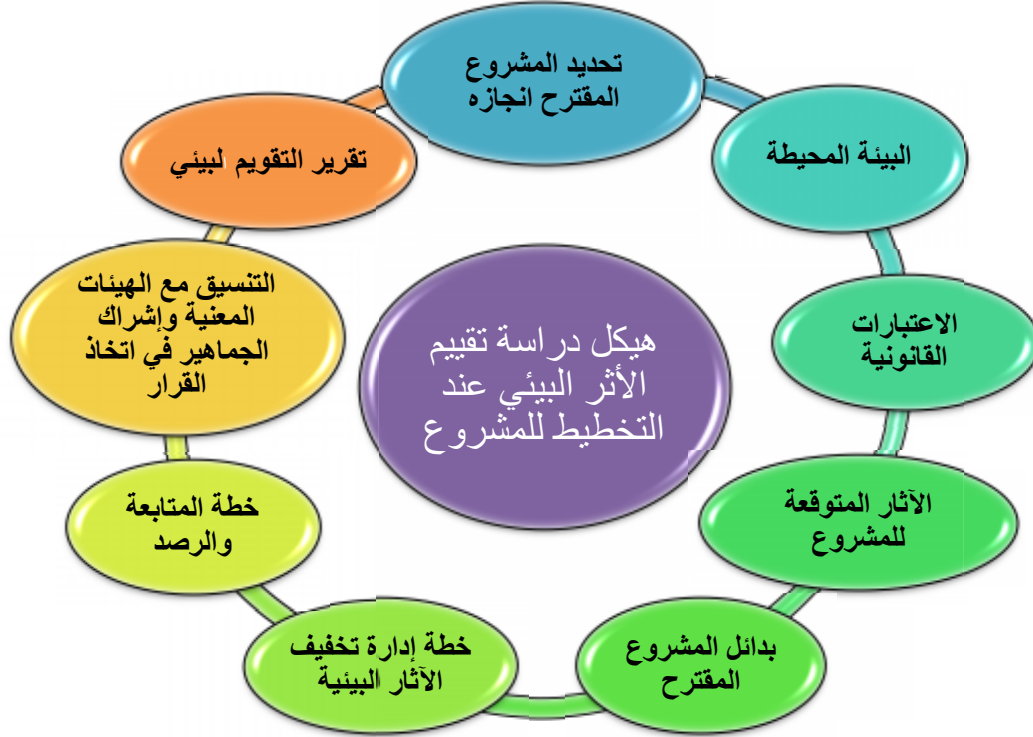 تحديد المشروع
المقترح انجازه
البيئة المحيطة
الاعتبارات
القانونية
الآثار المتوقعة
للمشروع
بدائل المشروع
المقترح
خطة إدارة تخفيف
الآثار البيئية
خطة المتابعة
والرصد
التنسيق مع الهيئات
المعنية وإشراك
الجماهير في اتخاذ
القرار
تقرير التقويم لبيئي
هيكل دراسة تقييم
الأثر البيئي عند
التخطيط للمشروع